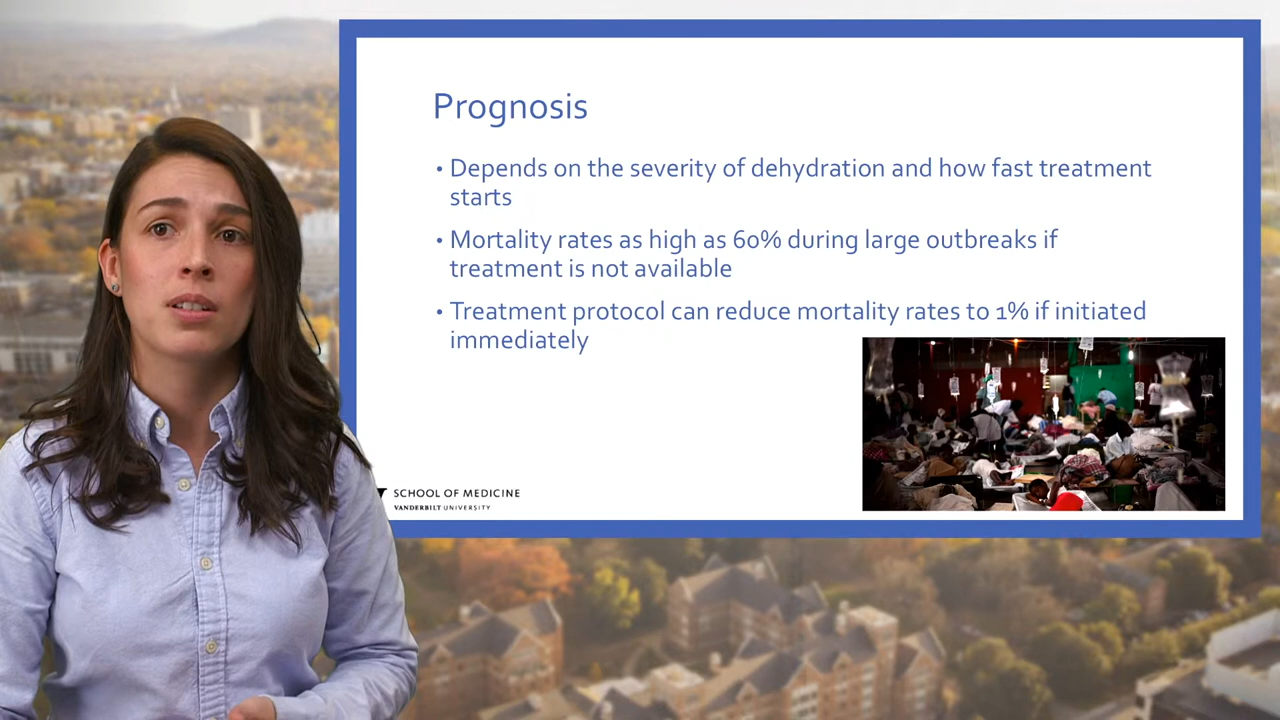 Prognosis
• Depends on the severity of dehydration and how fast treatment
starts
• Mortality rates as high as 60% during large outbreaks if
treatment is not available
• Treatment protocol can reduce mortality rates to 1% if initiated
immediately
SCHOOL OF MEDICINE
VANDERBILT UNIVERSITY